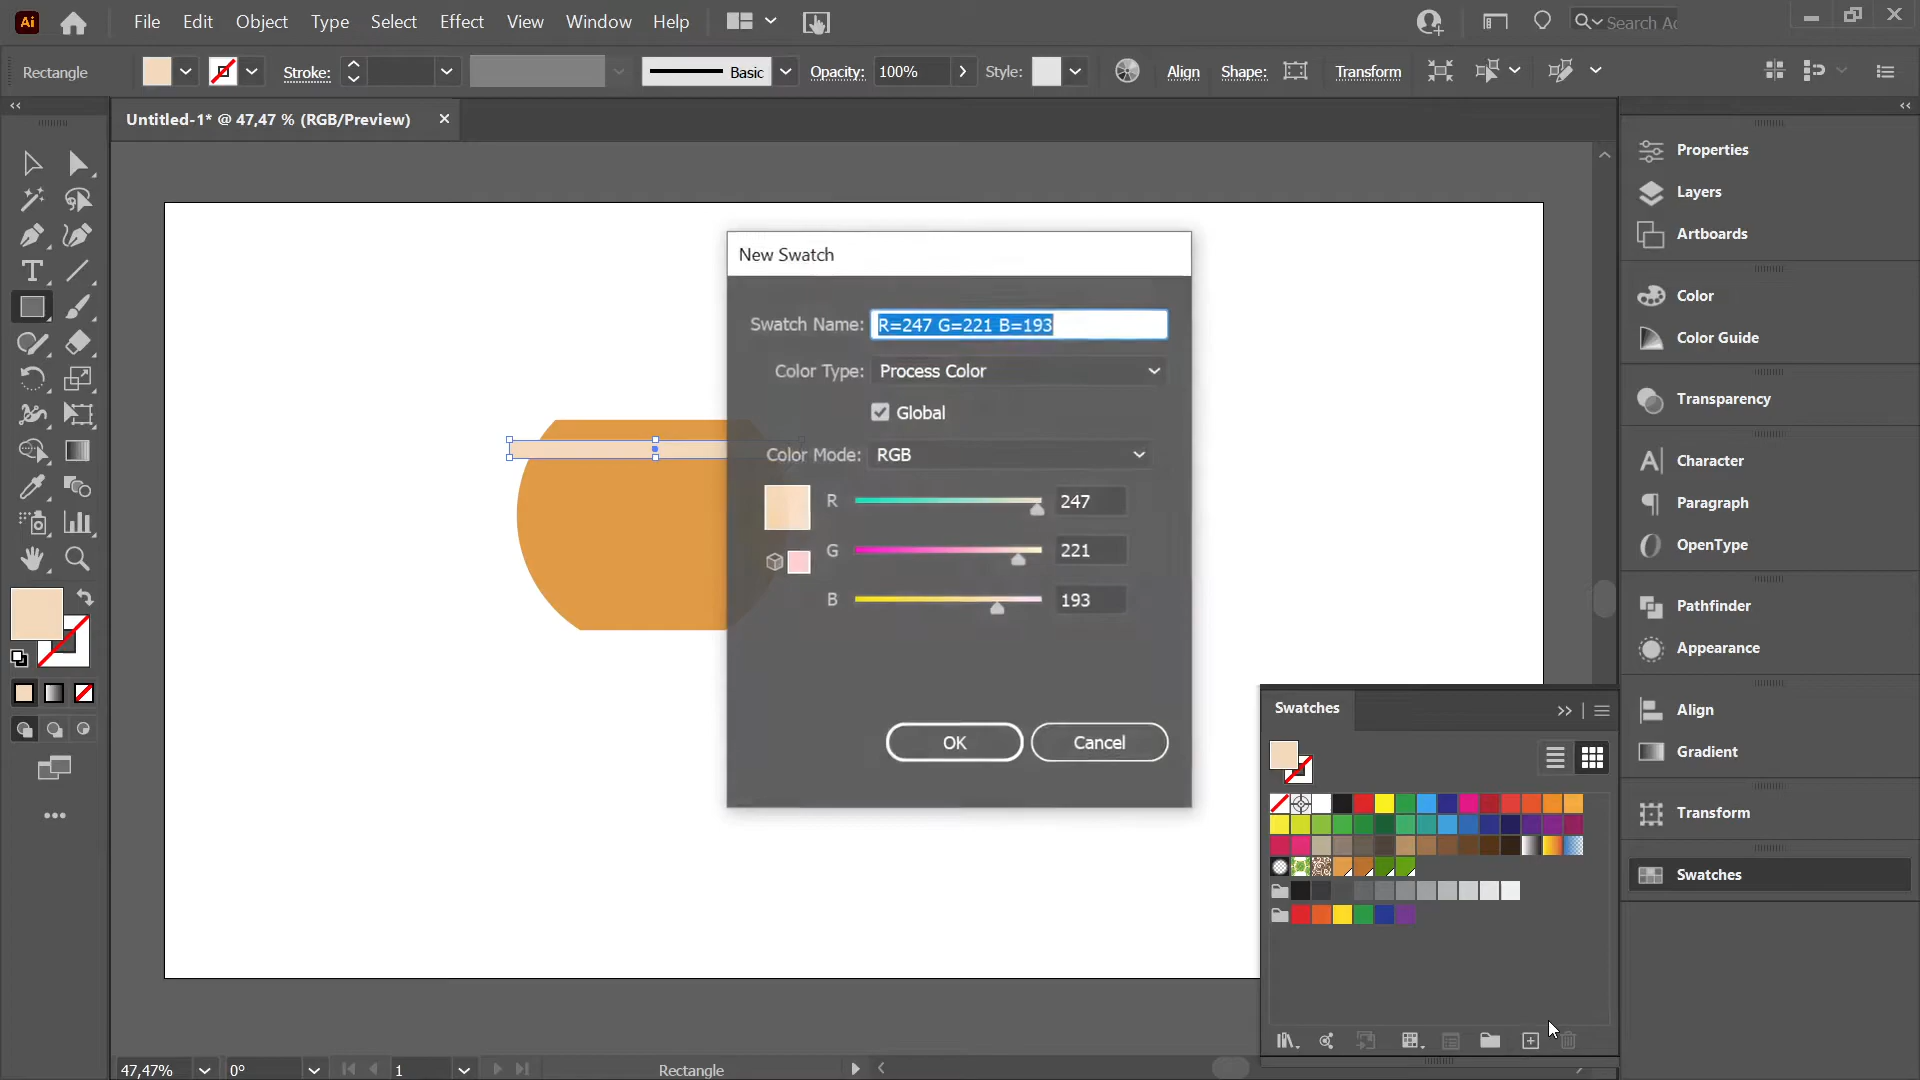 Ai
File Edit Object Type Select Effect View Window Help
Rectangle Stroke: Basic Opacity: 100% Style: Align Shape: Transform
Untitled-1* @ 47,47 % (RGB/Preview)
New Swatch
Swatch Name: R=247 G=221 B=193
Color Type: Process Color
Global
Color Mode: RGB
R 247
G 221
B 193
OK Cancel
Swatches
Properties
Layers
Artboards
Color
Color Guide
Transparency
Character
Paragraph
OpenType
Pathfinder
Appearance
Align
Gradient
Transform
Swatches
47,47% 0° 1 Rectangle